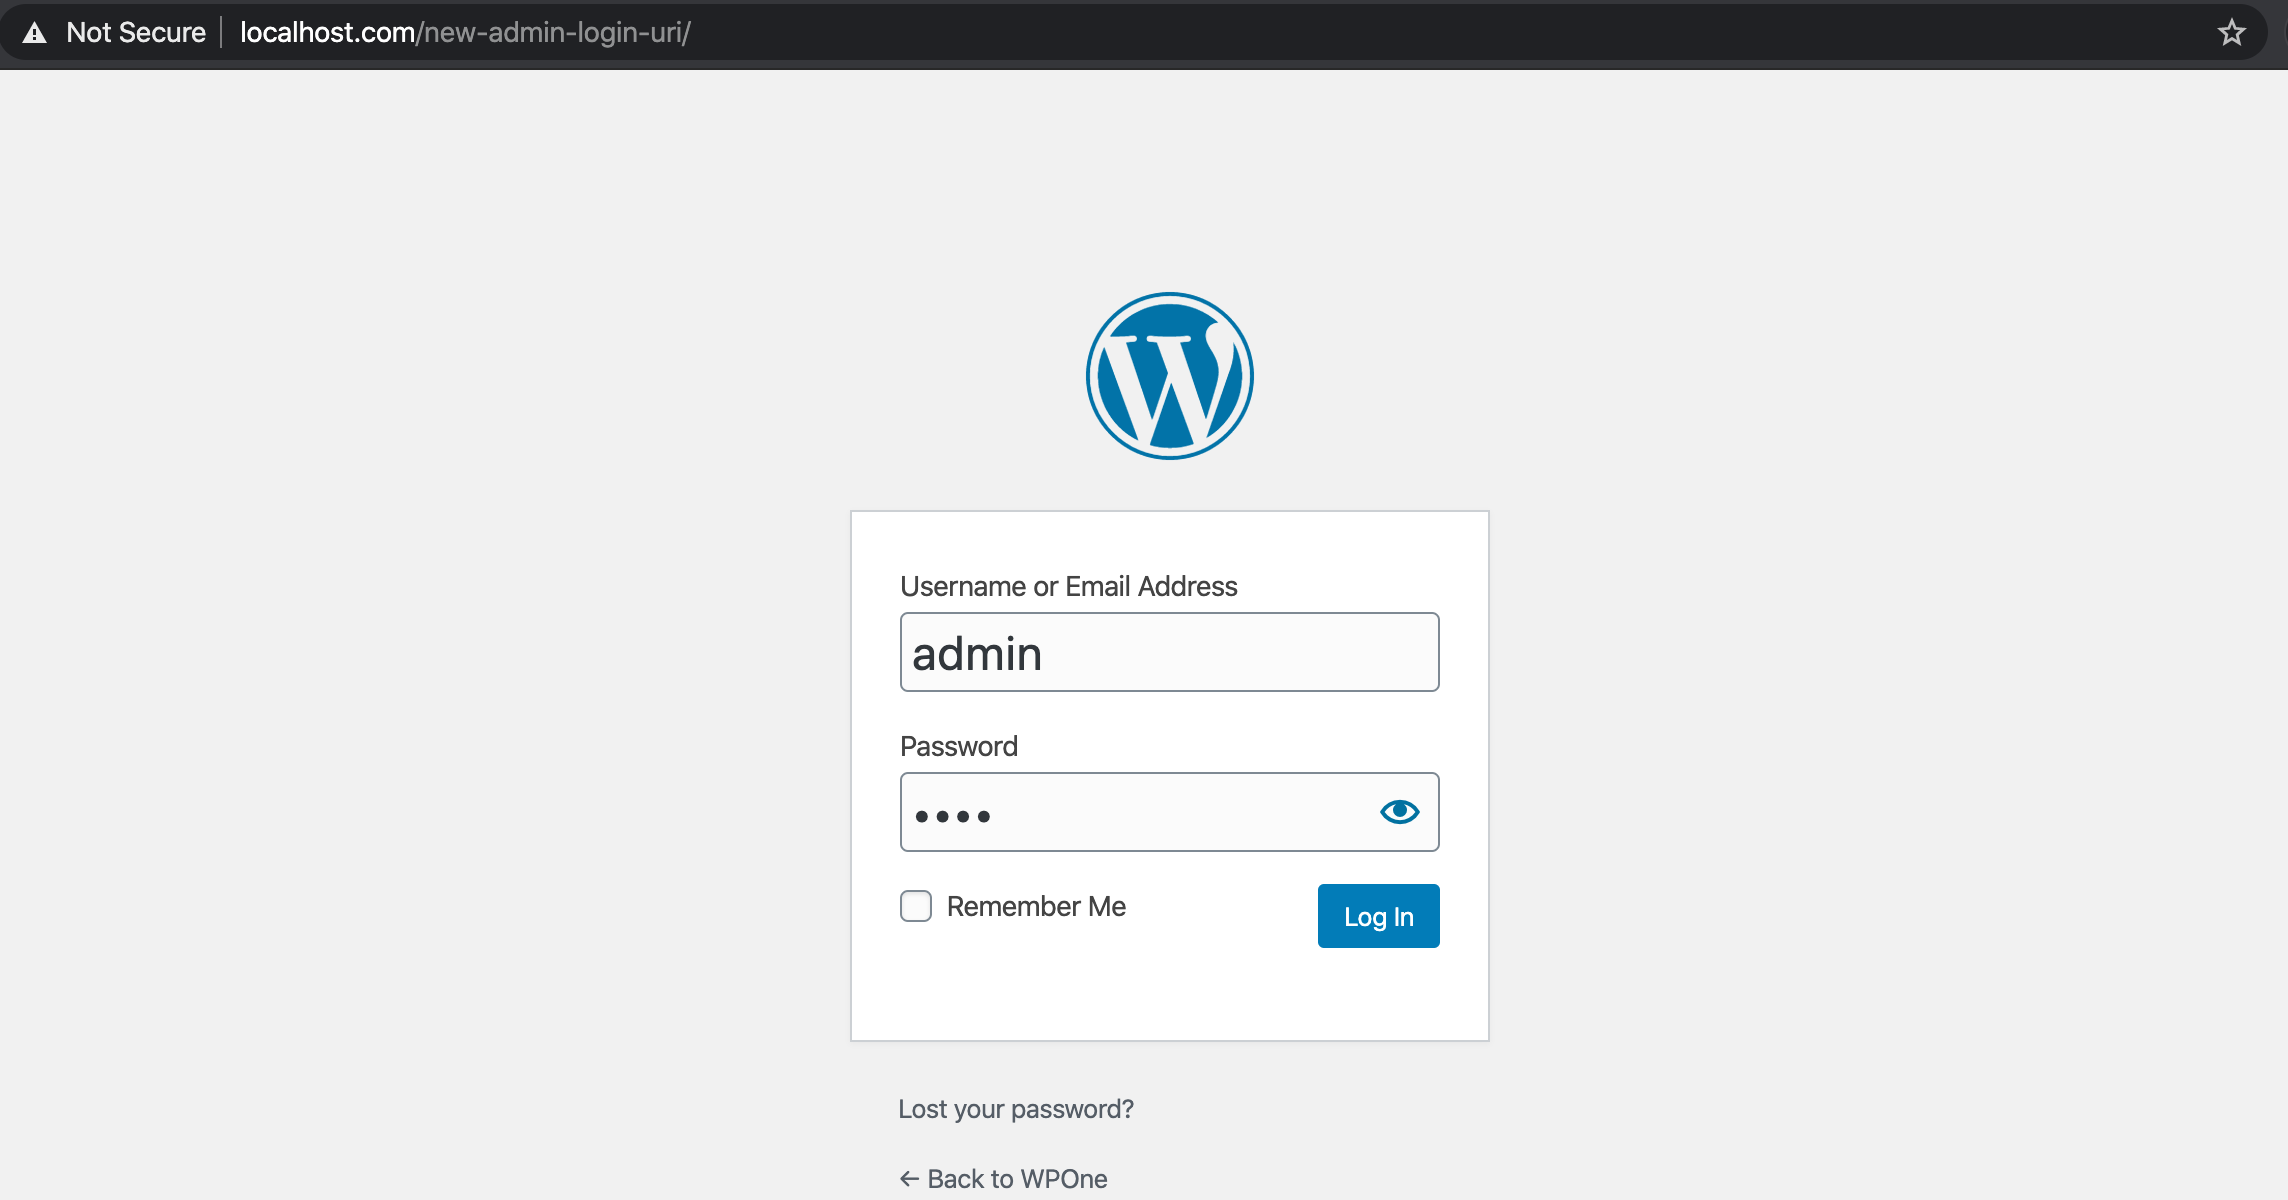 Not Secure localhost.com/new-admin-login-uri/
Username or Email Address
admin
Password
••••
Remember Me
Log In
Lost your password?
← Back to WPOne